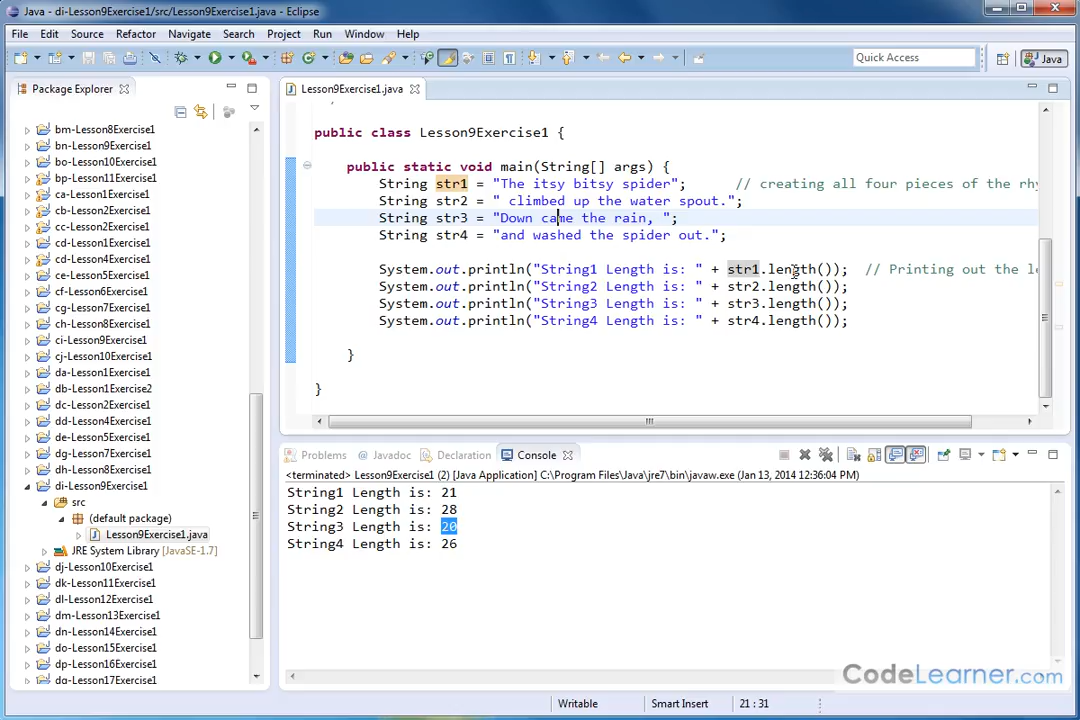 Java - di-Lesson9Exercise1/src/Lesson9Exercise1.java - Eclipse
File Edit Source Refactor Navigate Search Project Run Window Help
Quick Access
Java
Package Explorer
Lesson9Exercise1.java
bm-Lesson8Exercise1
bn-Lesson9Exercise1
bo-Lesson10Exercise1
bp-Lesson11Exercise1
ca-Lesson1Exercise1
cb-Lesson2Exercise1
cc-Lesson2Exercise1
cd-Lesson3Exercise1
cd-Lesson4Exercise1
ce-Lesson5Exercise1
cf-Lesson6Exercise1
cg-Lesson7Exercise1
ch-Lesson8Exercise1
ci-Lesson9Exercise1
cj-Lesson10Exercise1
da-Lesson1Exercise1
db-Lesson1Exercise2
dc-Lesson2Exercise1
dd-Lesson4Exercise1
de-Lesson5Exercise1
dg-Lesson7Exercise1
dh-Lesson8Exercise1
di-Lesson9Exercise1
src
(default package)
Lesson9Exercise1.java
JRE System Library [JavaSE-1.7]
dj-Lesson10Exercise1
dk-Lesson11Exercise1
dl-Lesson12Exercise1
dm-Lesson13Exercise1
dn-Lesson14Exercise1
do-Lesson15Exercise1
dp-Lesson16Exercise1
dq-Lesson17Exercise1
public class Lesson9Exercise1 {
public static void main(String[] args) {
String str1 = "The itsy bitsy spider"; // creating all four pieces of the rhy
String str2 = " climbed up the water spout.";
String str3 = "Down came the rain, ";
String str4 = "and washed the spider out.";
System.out.println("String1 Length is: " + str1.length()); // Printing out the le
System.out.println("String2 Length is: " + str2.length());
System.out.println("String3 Length is: " + str3.length());
System.out.println("String4 Length is: " + str4.length());
}
}
Problems @ Javadoc Declaration Console
<terminated> Lesson9Exercise1 (2) [Java Application] C:\Program Files\Java\jre7\bin\javaw.exe (Jan 13, 2014 12:36:04 PM)
String1 Length is: 21
String2 Length is: 28
String3 Length is: 20
String4 Length is: 26
CodeLearner.com
Writable Smart Insert 21 : 31